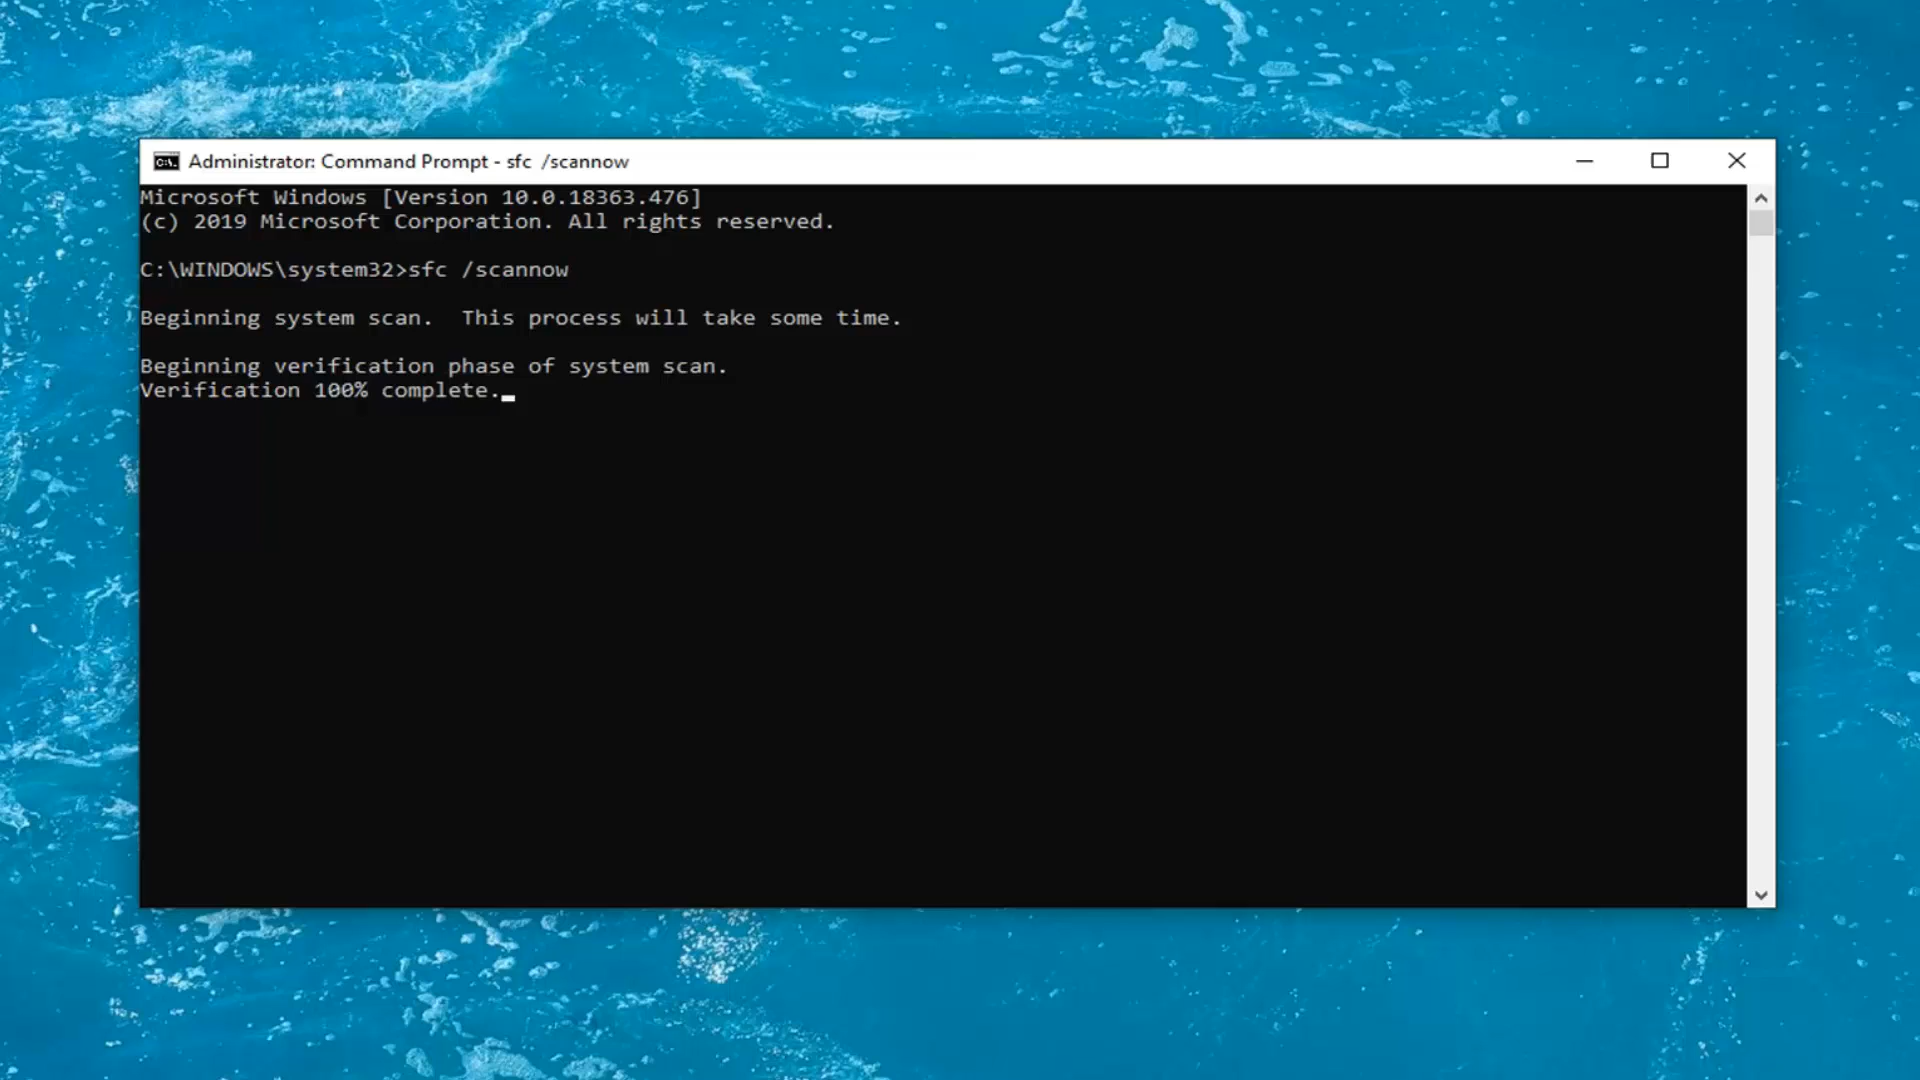 Administrator: Command Prompt - sfc  /scannow
Microsoft Windows [Version 10.0.18363.476]
(c) 2019 Microsoft Corporation. All rights reserved.
C:\WINDOWS\system32>sfc /scannow
Beginning system scan.  This process will take some time.
Beginning verification phase of system scan.
Verification 100% complete.